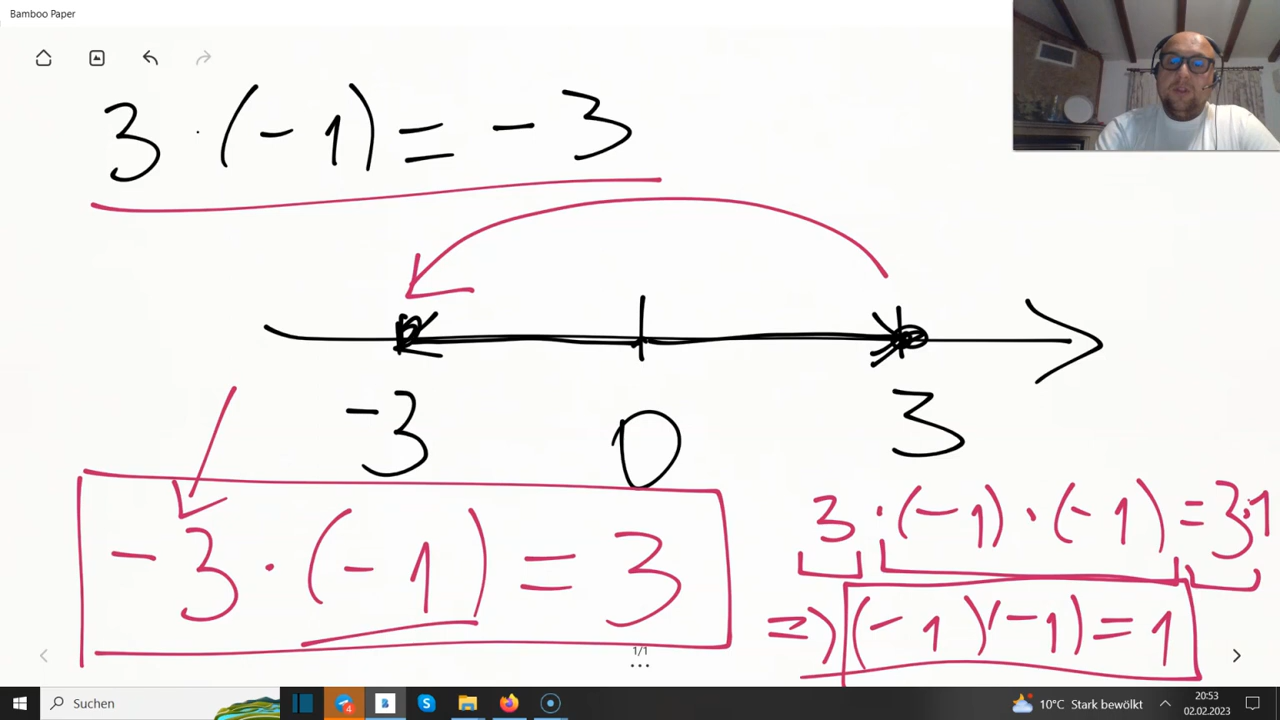 Bamboo Paper
3 · (-1) = -3
-3 0 3
-3 · (-1) = 3
3 · (-1) · (-1) = 3·1
=> (-1)(-1) = 1
1/1
Suchen
4
B
10°C Stark bewölkt
20:53
02.02.2023